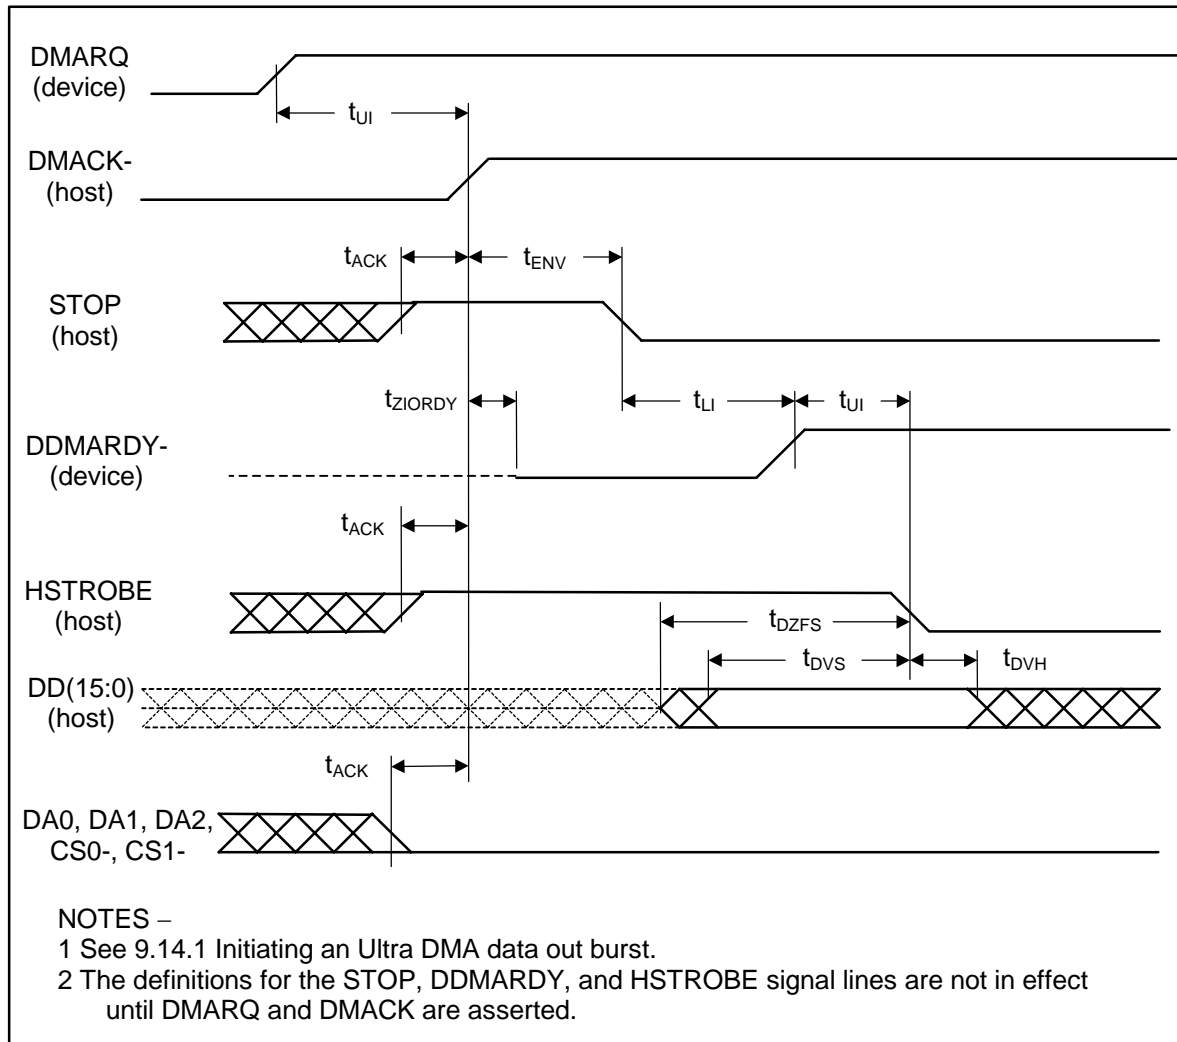 DMARQ
(device)
tUI
DMACK-
(host)
tACK
tENV
STOP
(host)
tZIORDY
tLI
tUI
DDMARDY-
(device)
tACK
HSTROBE
(host)
tDZFS
tDVS
tDVH
DD(15:0)
(host)
tACK
DA0, DA1, DA2,
CS0-, CS1-
NOTES –
1 See 9.14.1 Initiating an Ultra DMA data out burst.
2 The definitions for the STOP, DDMARDY, and HSTROBE signal lines are not in effect
until DMARQ and DMACK are asserted.